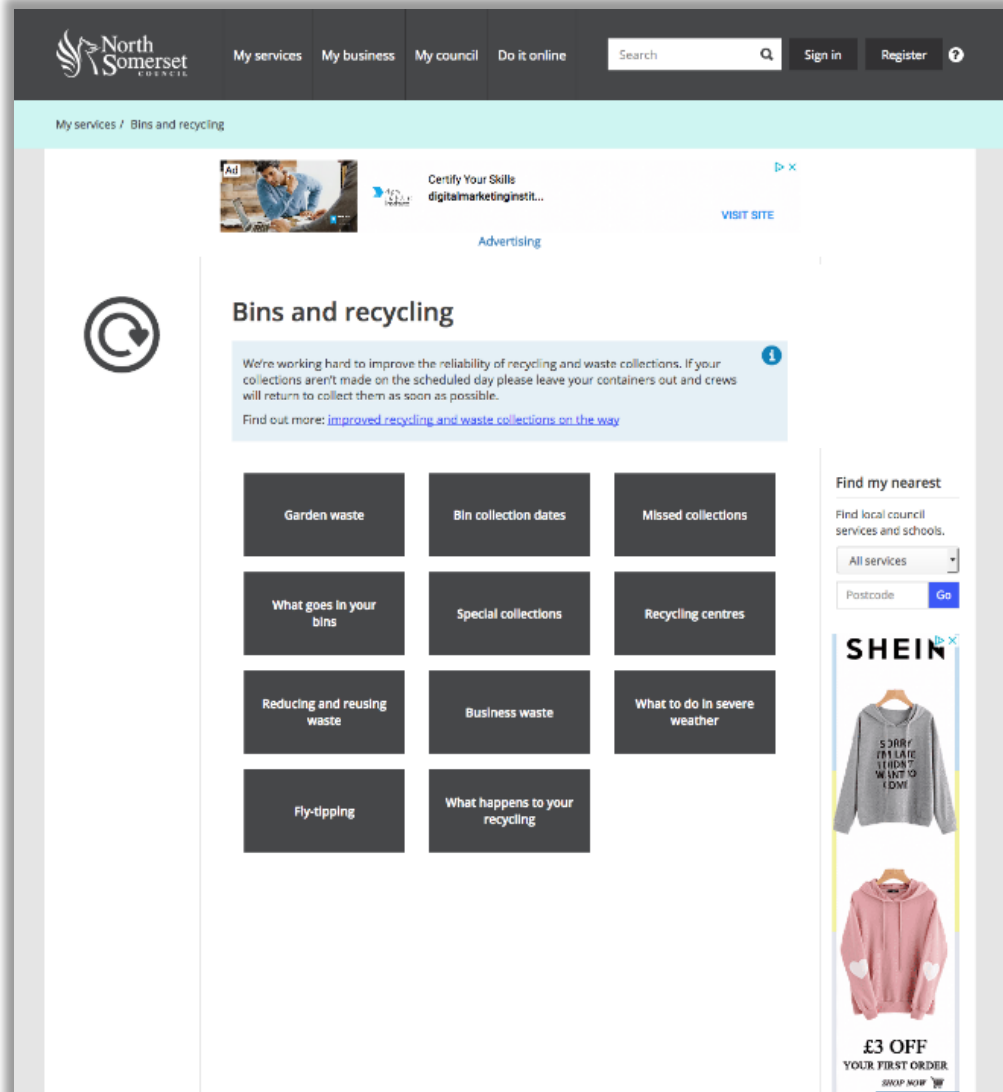 North
Somerset
COUNCIL
My services
My business
My council
Do it online
Search
Sign in
Register
?
My services / Bins and recycling
Ad
Certify Your Skills
digitalmarketinginstit...
VISIT SITE
Advertising
Bins and recycling
We're working hard to improve the reliability of recycling and waste collections. If your
collections aren't made on the scheduled day please leave your containers out and crews
will return to collect them as soon as possible.
Find out more: improved recycling and waste collections on the way
Garden waste
Bin collection dates
Missed collections
What goes in your
bins
Special collections
Recycling centres
Reducing and reusing
waste
Business waste
What to do in severe
weather
Fly-tipping
What happens to your
recycling
Find my nearest
Find local council
services and schools.
All services
Postcode
Go
SHEIN
SORRY
I'M LATE
I DIDN'T
WANT TO
COME
£3 OFF
YOUR FIRST ORDER
SHOP NOW